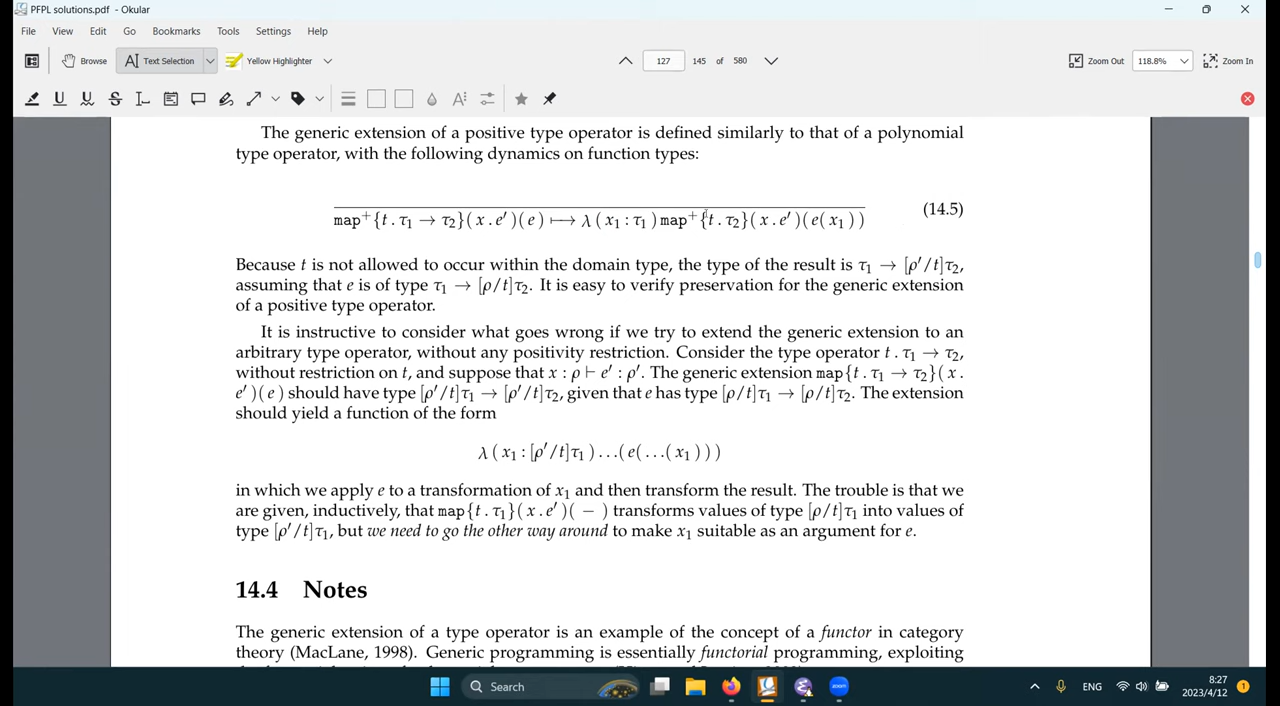 PFPL solutions.pdf - Okular
File View Edit Go Bookmarks Tools Settings Help
Browse Text Selection Yellow Highlighter 127 145 of 580 Zoom Out 118.8% Zoom In
The generic extension of a positive type operator is defined similarly to that of a polynomial
type operator, with the following dynamics on function types:
map⁺{t.τ₁ → τ₂}(x.e′)(e) ⟼ λ(x₁:τ₁)map⁺{t.τ₂}(x.e′)(e(x₁)) (14.5)
Because t is not allowed to occur within the domain type, the type of the result is τ₁ → [ρ′/t]τ₂,
assuming that e is of type τ₁ → [ρ/t]τ₂. It is easy to verify preservation for the generic extension
of a positive type operator.
It is instructive to consider what goes wrong if we try to extend the generic extension to an
arbitrary type operator, without any positivity restriction. Consider the type operator t.τ₁ → τ₂,
without restriction on t, and suppose that x : ρ ⊢ e′ : ρ′. The generic extension map{t.τ₁ → τ₂}(x.
e′)(e) should have type [ρ′/t]τ₁ → [ρ′/t]τ₂, given that e has type [ρ/t]τ₁ → [ρ/t]τ₂. The extension
should yield a function of the form
λ(x₁:[ρ′/t]τ₁)...(e(...(x₁)))
in which we apply e to a transformation of x₁ and then transform the result. The trouble is that we
are given, inductively, that map{t.τ₁}(x.e′)(−) transforms values of type [ρ/t]τ₁ into values of
type [ρ′/t]τ₁, but we need to go the other way around to make x₁ suitable as an argument for e.
14.4 Notes
The generic extension of a type operator is an example of the concept of a functor in category
theory (MacLane, 1998). Generic programming is essentially functorial programming, exploiting
Search ENG 8:27
2023/4/12 1
zoom